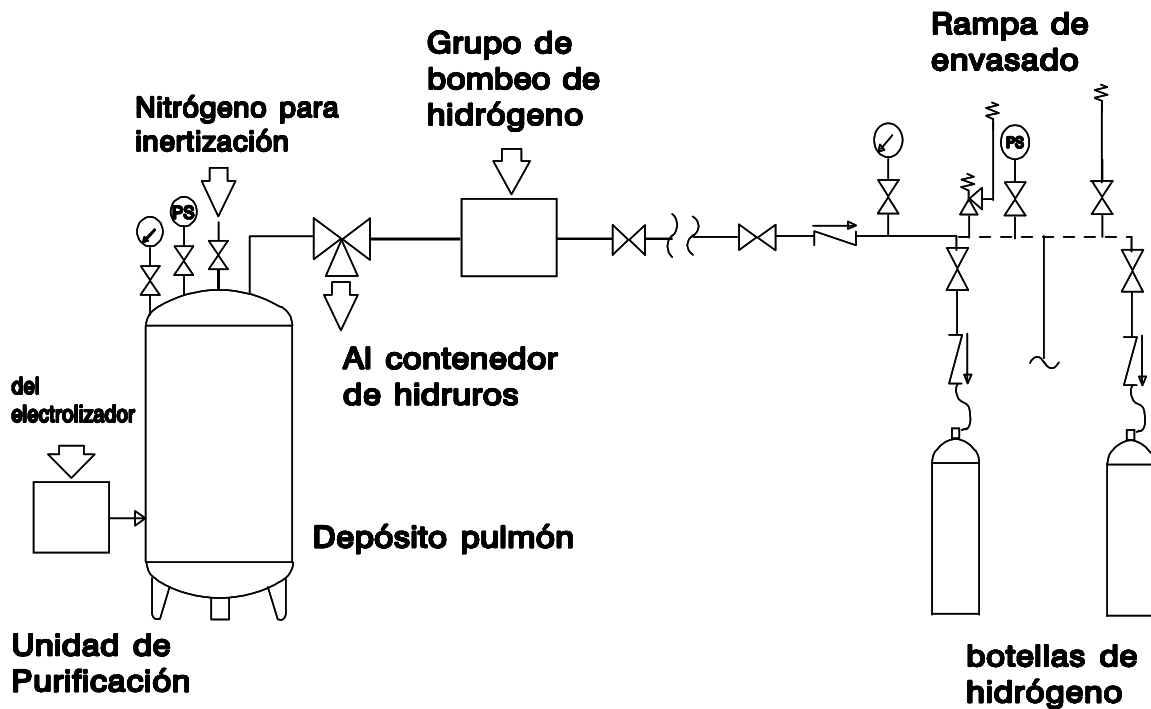 Rampa de
envasado
Grupo de
bombeo de
hidrógeno
Nitrógeno para
inertización
PS
PS
Al contenedor
de hidruros
del
electrolizador
Depósito pulmón
Unidad de
Purificación
botellas de
hidrógeno